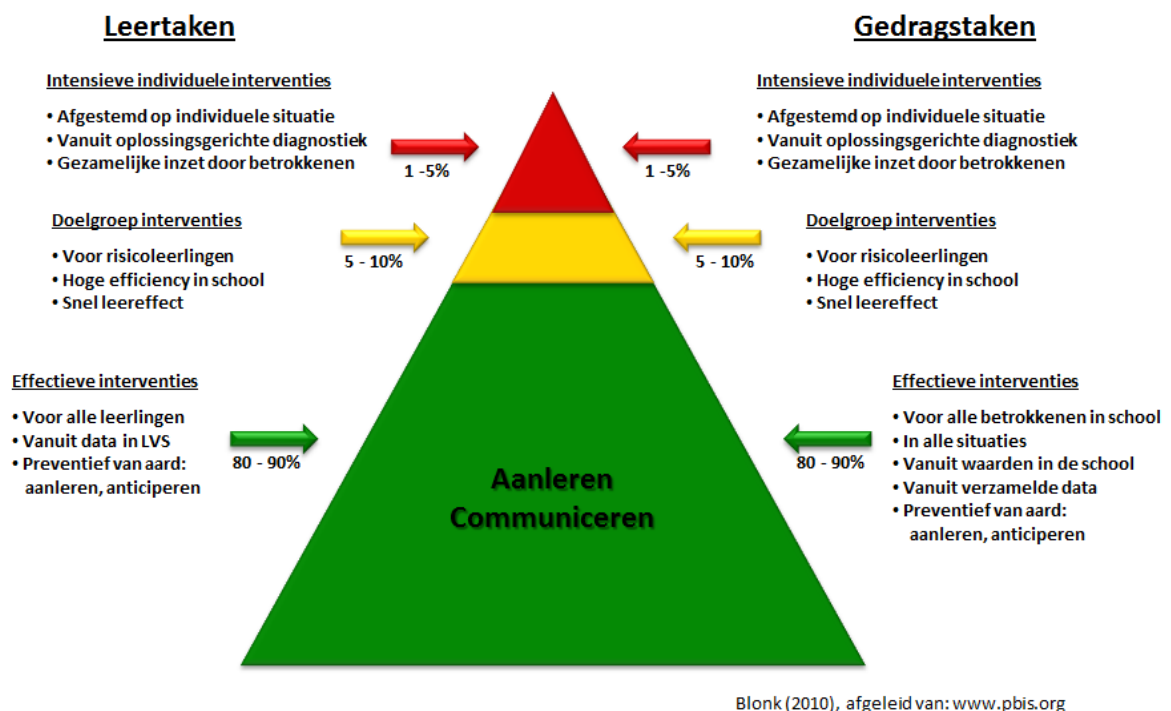 Leertaken
Intensieve individuele interventies
• Afgestemd op individuele situatie
• Vanuit oplossingsgerichte diagnostiek
• Gezamelijke inzet door betrokkenen
1 -5%
Doelgroep interventies
• Voor risicoleerlingen
• Hoge efficiency in school
• Snel leereffect
5 - 10%
Effectieve interventies
• Voor alle leerlingen
• Vanuit data in LVS
• Preventief van aard:
aanleren, anticiperen
80 - 90%
Aanleren
Communiceren
Gedragstaken
Intensieve individuele interventies
• Afgestemd op individuele situatie
• Vanuit oplossingsgerichte diagnostiek
• Gezamelijke inzet door betrokkenen
1 -5%
Doelgroep interventies
• Voor risicoleerlingen
• Hoge efficiency in school
• Snel leereffect
5 - 10%
Effectieve interventies
• Voor alle betrokkenen in school
• In alle situaties
• Vanuit waarden in de school
• Vanuit verzamelde data
• Preventief van aard:
aanleren, anticiperen
80 - 90%
Blonk (2010), afgeleid van: www.pbis.org